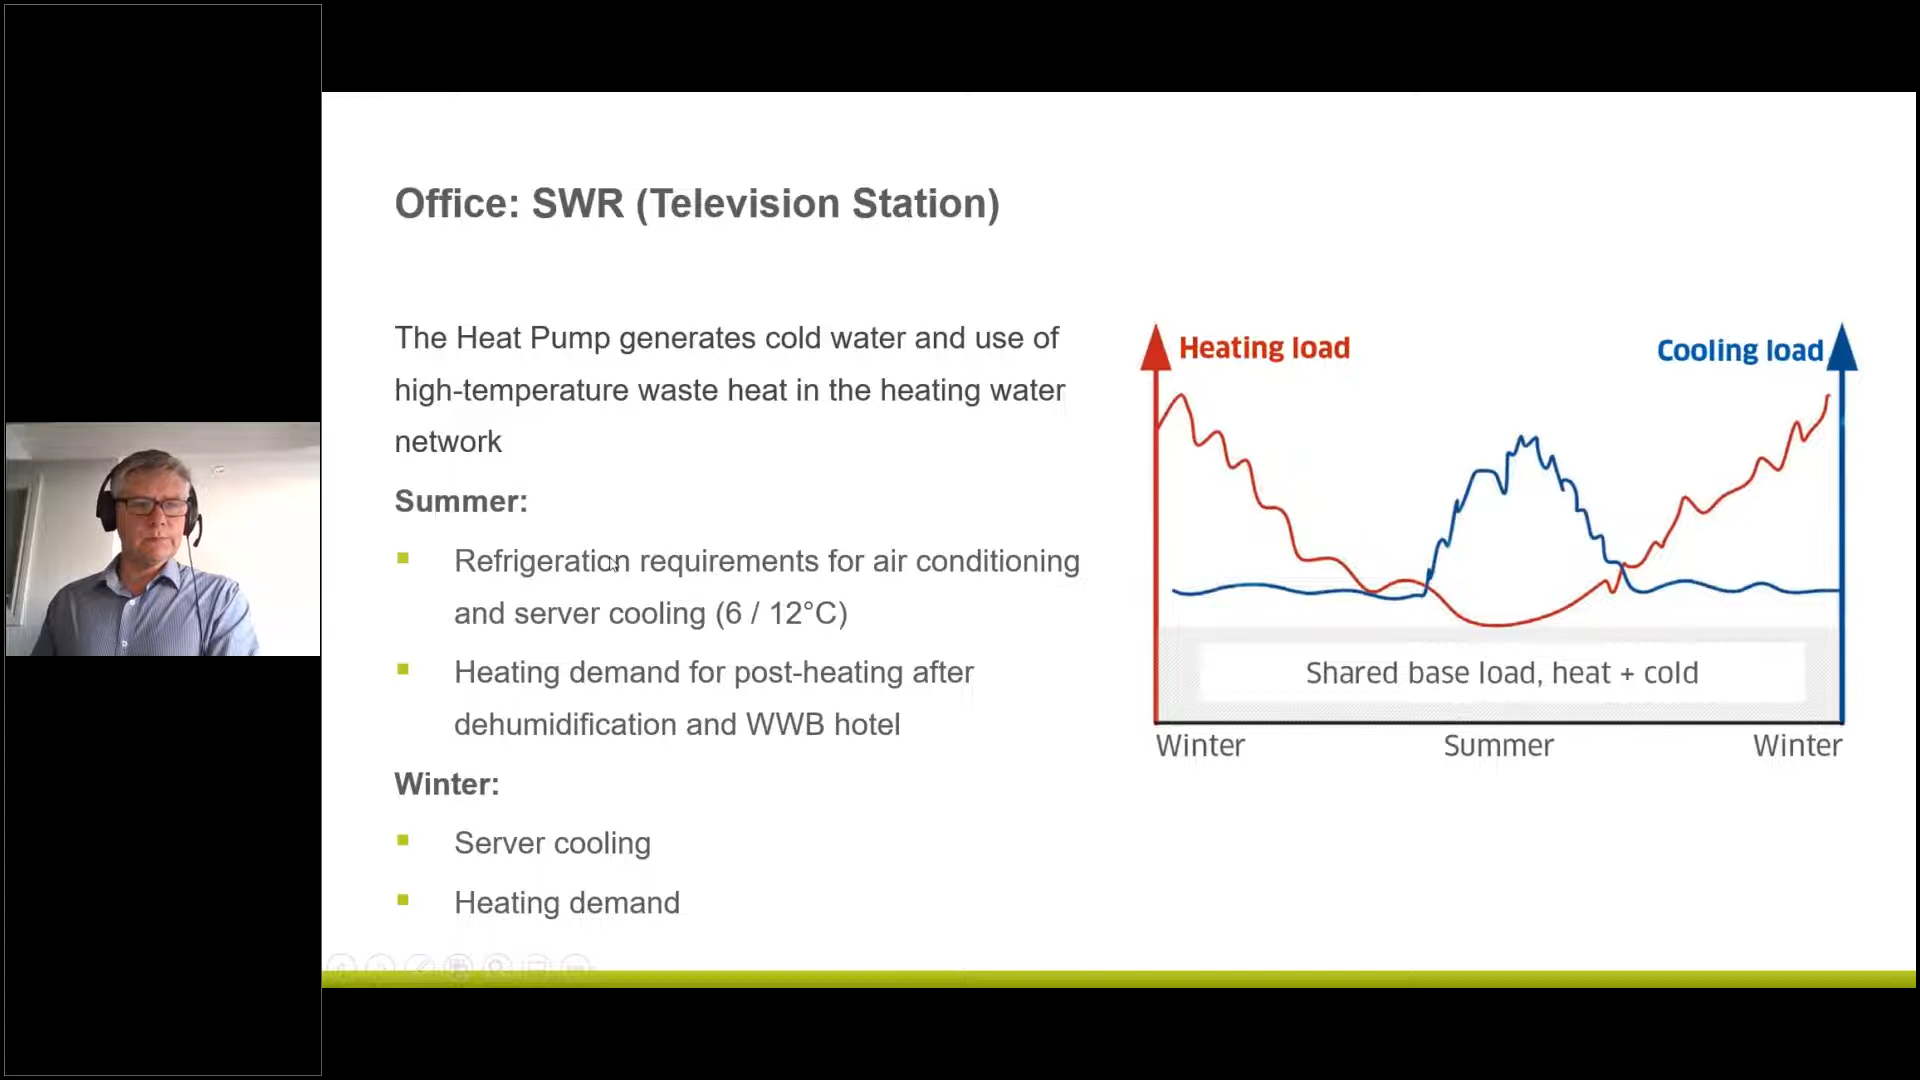 Office: SWR (Television Station)
The Heat Pump generates cold water and use of
high-temperature waste heat in the heating water
network
Summer:
Refrigeration requirements for air conditioning
and server cooling (6 / 12°C)
Heating demand for post-heating after
dehumidification and WWB hotel
Winter:
Server cooling
Heating demand
Heating load
Cooling load
Shared base load, heat + cold
Winter
Summer
Winter